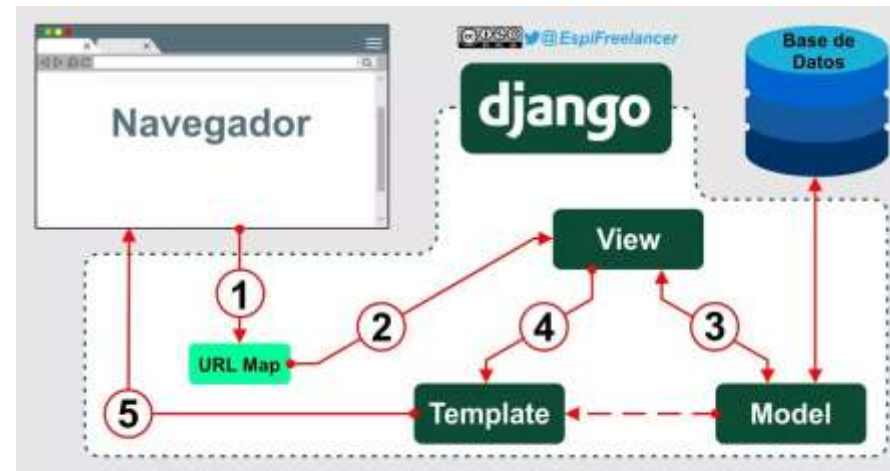 @EspiFreelancer
Base de
Datos
django
Navegador
View
1
2
4
3
URL Map
5
Template
Model